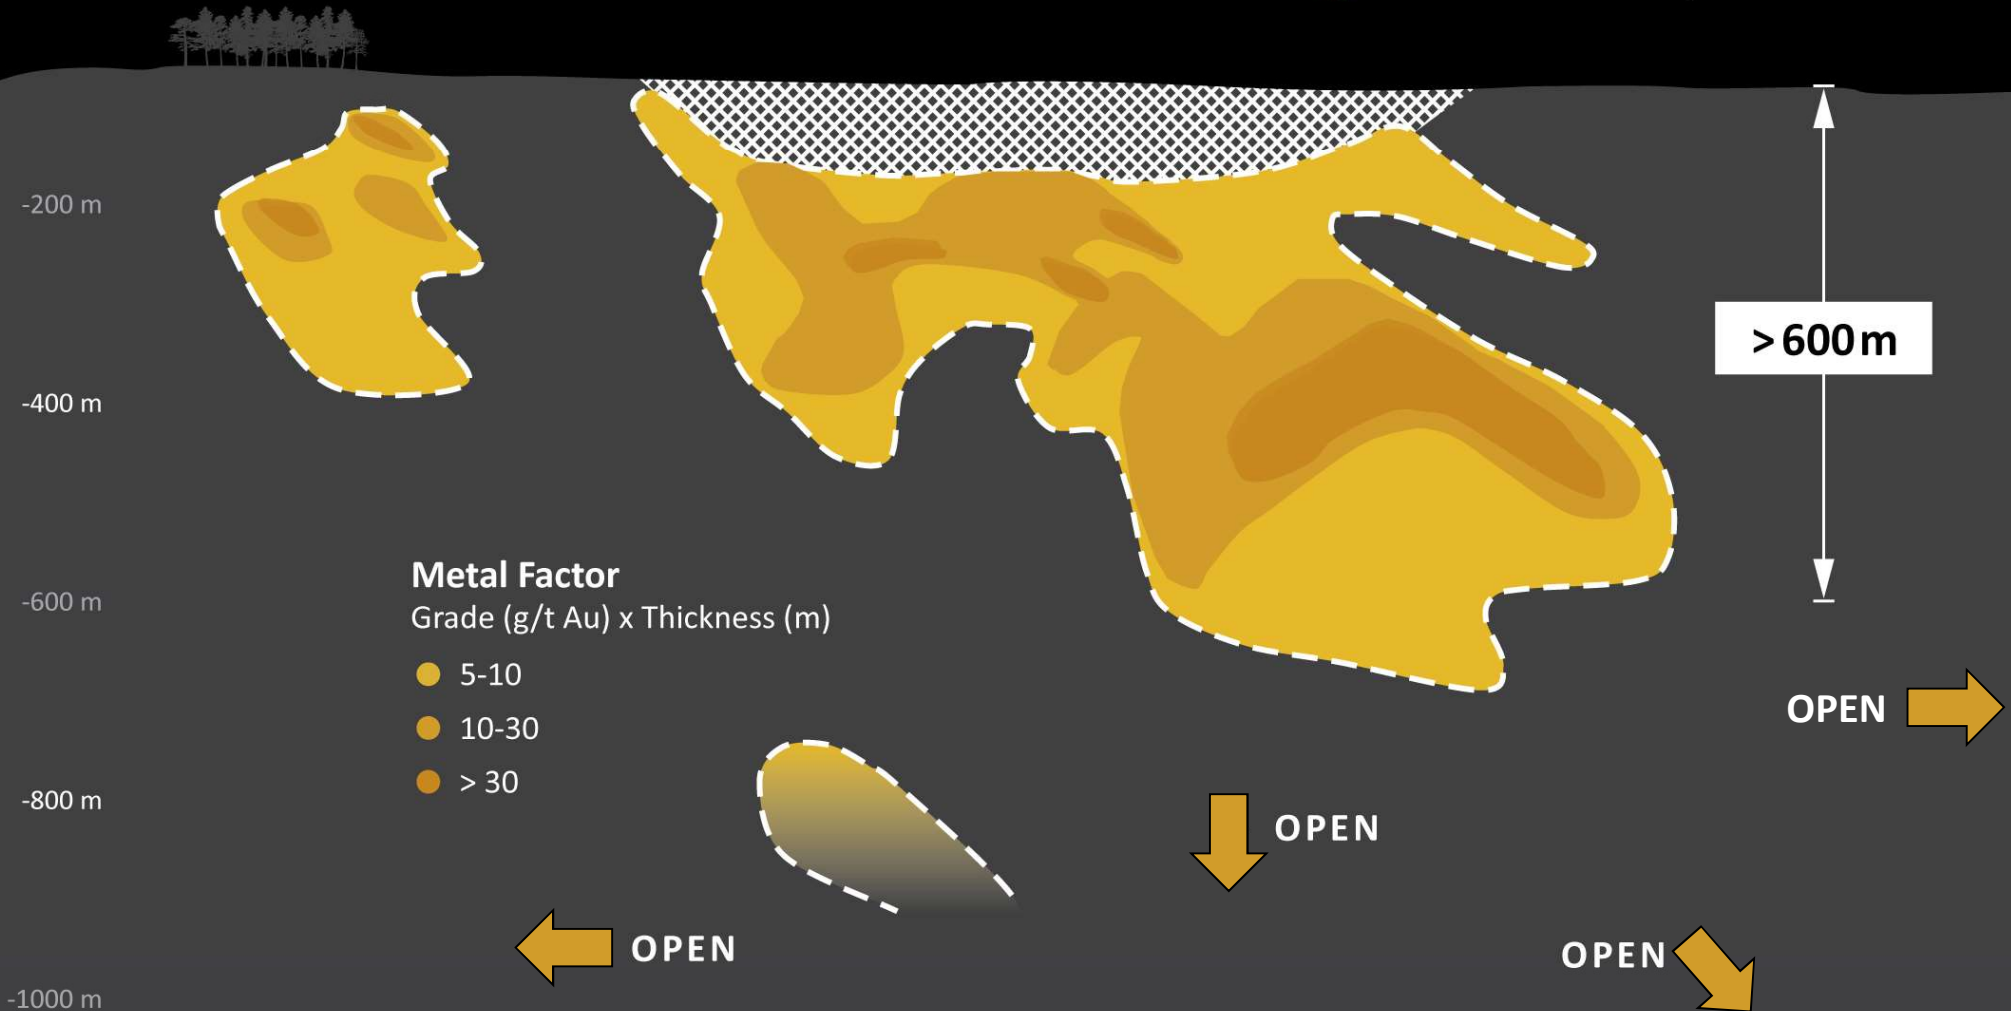 -200 m
> 600 m
-400 m
Metal Factor
-600 m
Grade (g/t Au) x Thickness (m)
5-10
OPEN
10-30
> 30
-800 m
OPEN
OPEN
OPEN
-1000 m